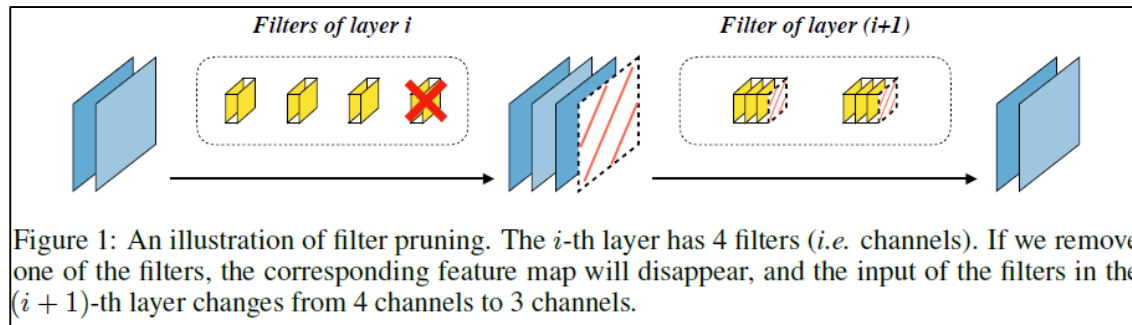 Filters of layer i
Filter of layer (i+1)
Figure 1: An illustration of filter pruning. The i-th layer has 4 filters (i.e. channels). If we remove
one of the filters, the corresponding feature map will disappear, and the input of the filters in the
(i + 1)-th layer changes from 4 channels to 3 channels.